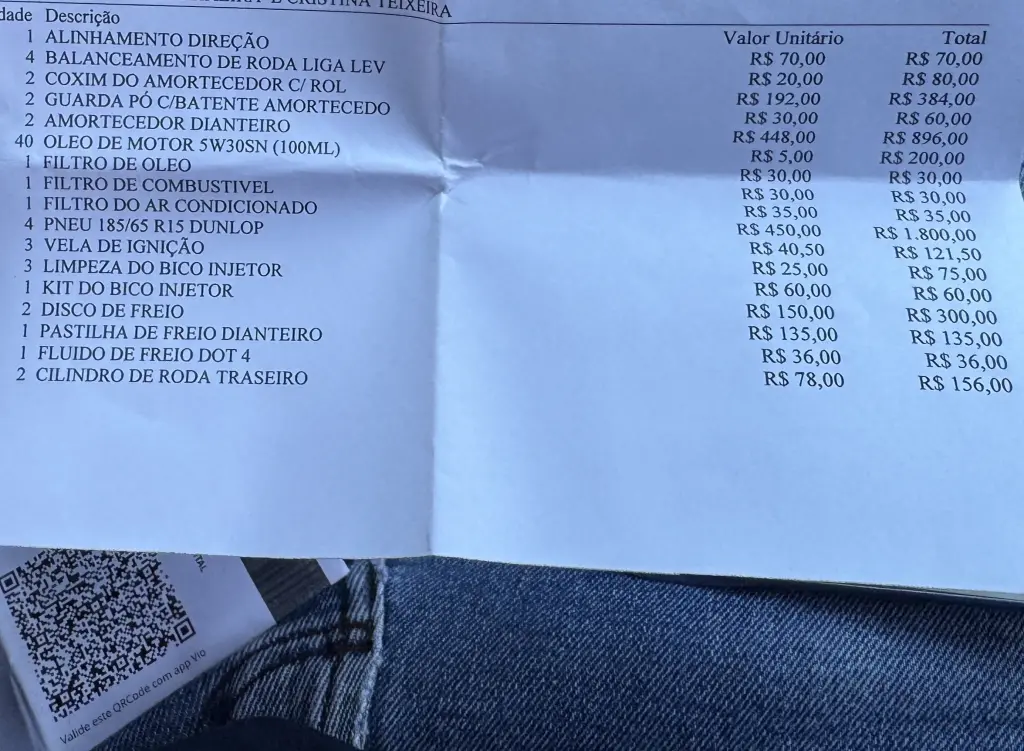 E CRISTINA TEIXEIRA
dade Descrição Valor Unitário Total
1 ALINHAMENTO DIREÇÃO R$ 70,00 R$ 70,00
4 BALANCEAMENTO DE RODA LIGA LEV R$ 20,00 R$ 80,00
2 COXIM DO AMORTECEDOR C/ ROL R$ 192,00 R$ 384,00
2 GUARDA PÓ C/BATENTE AMORTECEDO R$ 30,00 R$ 60,00
2 AMORTECEDOR DIANTEIRO R$ 448,00 R$ 896,00
40 OLEO DE MOTOR 5W30SN (100ML) R$ 5,00 R$ 200,00
1 FILTRO DE OLEO R$ 30,00 R$ 30,00
1 FILTRO DE COMBUSTIVEL R$ 30,00 R$ 30,00
1 FILTRO DO AR CONDICIONADO R$ 35,00 R$ 35,00
4 PNEU 185/65 R15 DUNLOP R$ 450,00 R$ 1.800,00
3 VELA DE IGNIÇÃO R$ 40,50 R$ 121,50
3 LIMPEZA DO BICO INJETOR R$ 25,00 R$ 75,00
1 KIT DO BICO INJETOR R$ 60,00 R$ 60,00
2 DISCO DE FREIO R$ 150,00 R$ 300,00
1 PASTILHA DE FREIO DIANTEIRO R$ 135,00 R$ 135,00
1 FLUIDO DE FREIO DOT 4 R$ 36,00 R$ 36,00
2 CILINDRO DE RODA TRASEIRO R$ 78,00 R$ 156,00
Valide este QRCode com app Vio